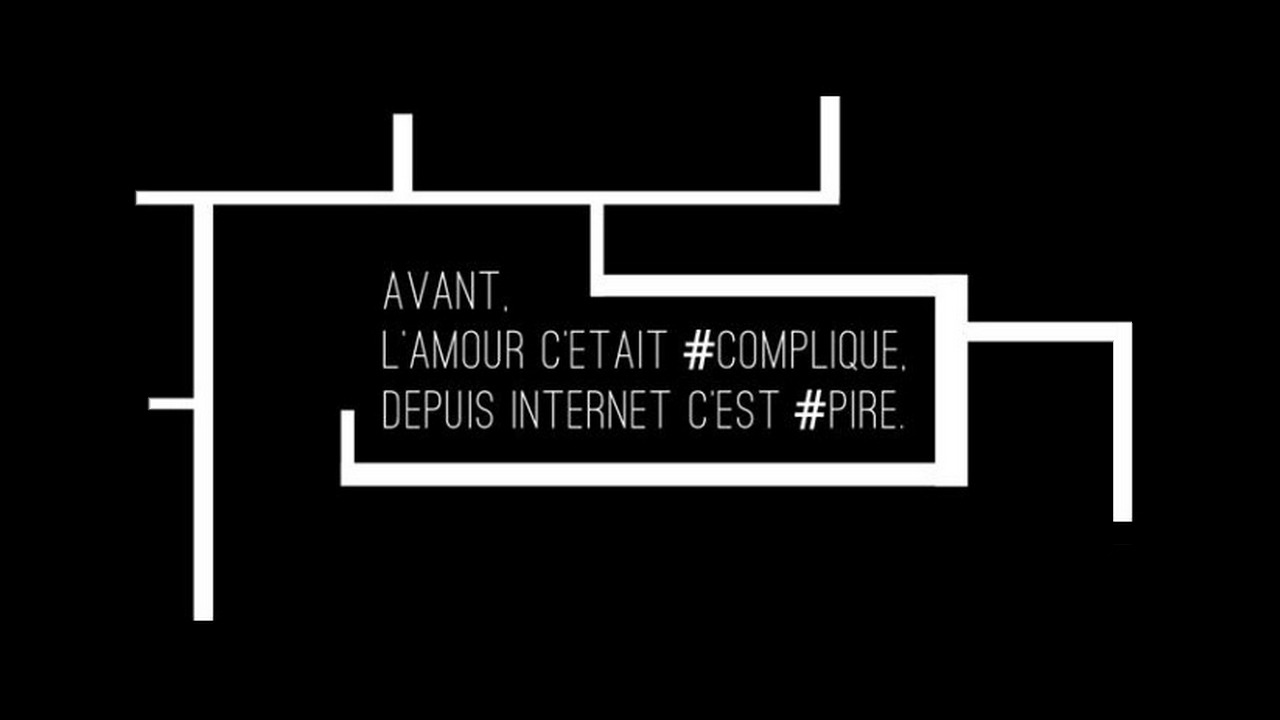 AVANT,
L'AMOUR C'ETAIT #COMPLIQUE,
DEPUIS INTERNET C'EST #PIRE.